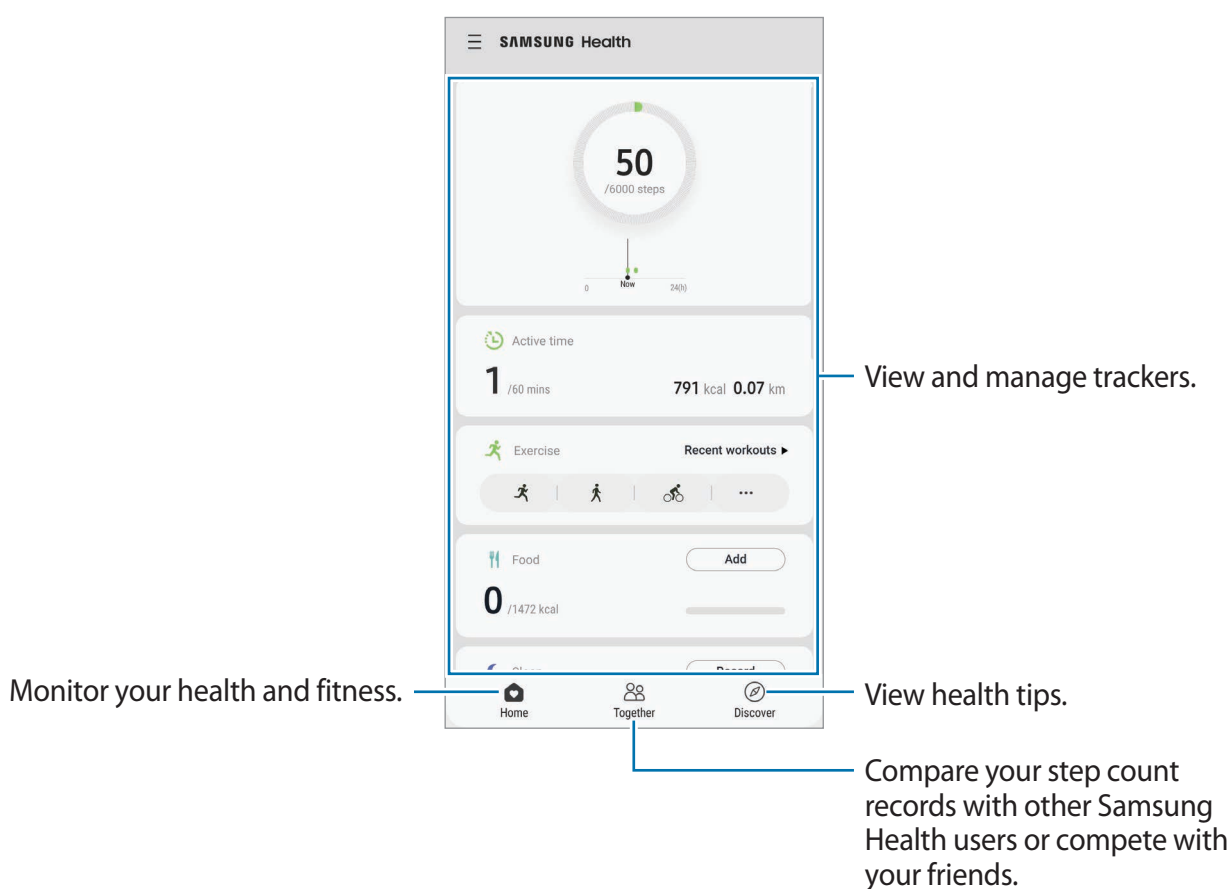 SAMSUNG Health
50
/6000 steps
0 Now 24(h)
Active time
1 /60 mins 791 kcal 0.07 km
View and manage trackers.
Exercise Recent workouts
Food Add
0 /1472 kcal
Sleep Record
Monitor your health and fitness.
Home Together Discover
View health tips.
Compare your step count
records with other Samsung
Health users or compete with
your friends.